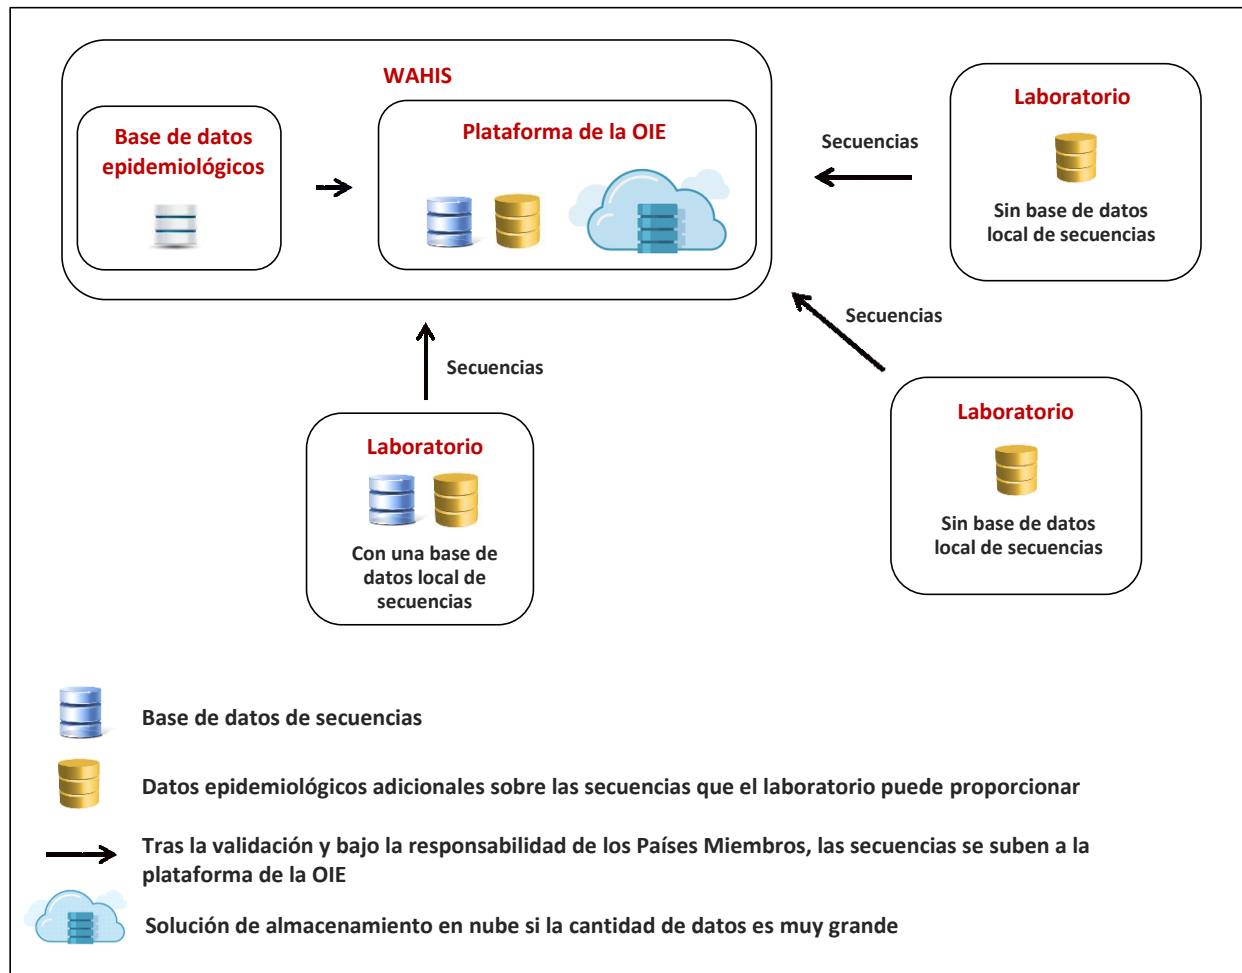 WAHIS
Base de datos
epidemiológicos
Plataforma de la OIE
Secuencias
Laboratorio
Sin base de datos
local de secuencias
Secuencias
Laboratorio
Sin base de datos
local de secuencias
Secuencias
Laboratorio
Con una base de
datos local de
secuencias
Base de datos de secuencias
Datos epidemiológicos adicionales sobre las secuencias que el laboratorio puede proporcionar
Tras la validación y bajo la responsabilidad de los Países Miembros, las secuencias se suben a la
plataforma de la OIE
Solución de almacenamiento en nube si la cantidad de datos es muy grande